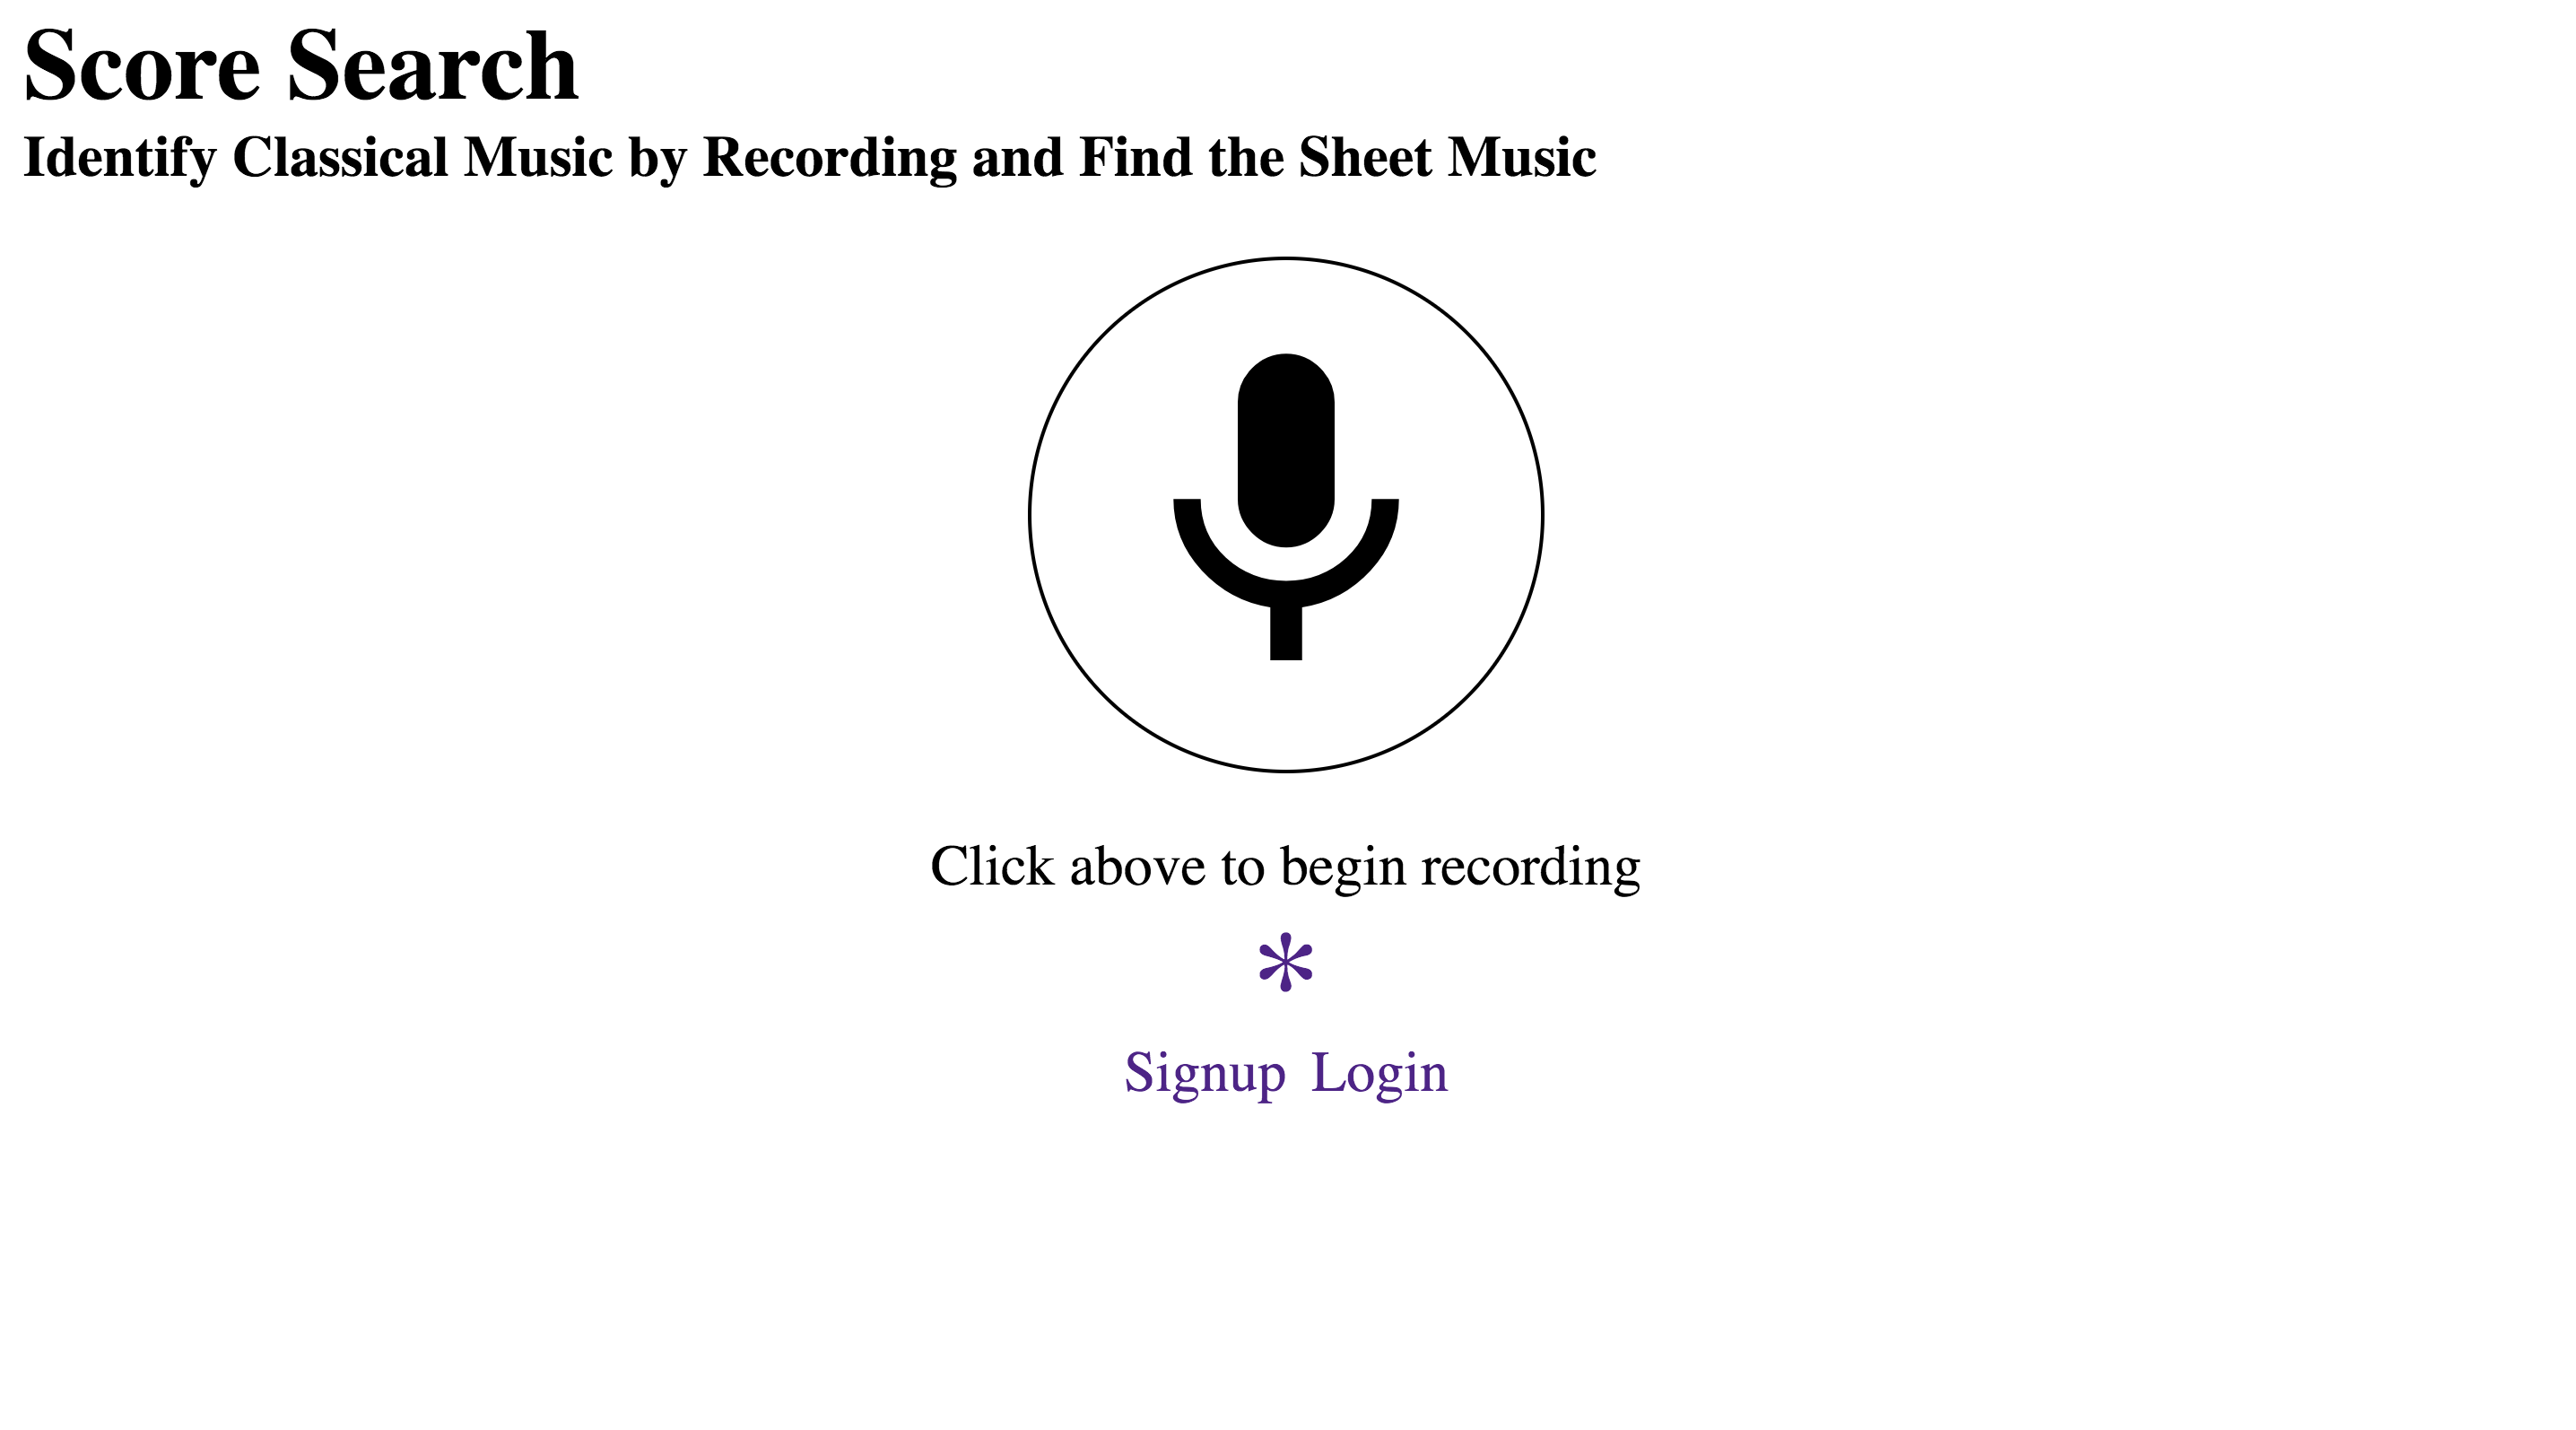 Score Search
Identify Classical Music by Recording and Find the Sheet Music
Click above to begin recording
*
Signup Login